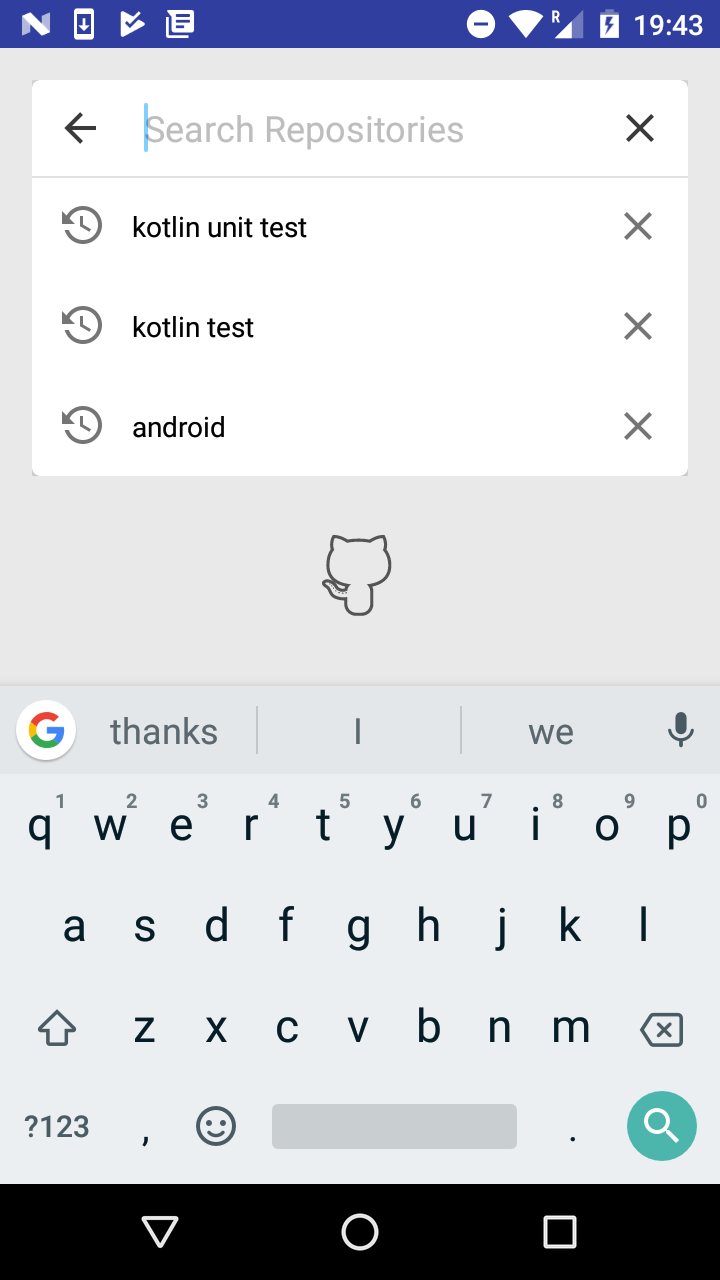 R 19:43
Search Repositories
kotlin unit test
kotlin test
android
thanks I we
1 2 3 4 5 6 7 8 9 0
q w e r t y u i o p
a s d f g h j k l
z x c v b n m
?123 , .